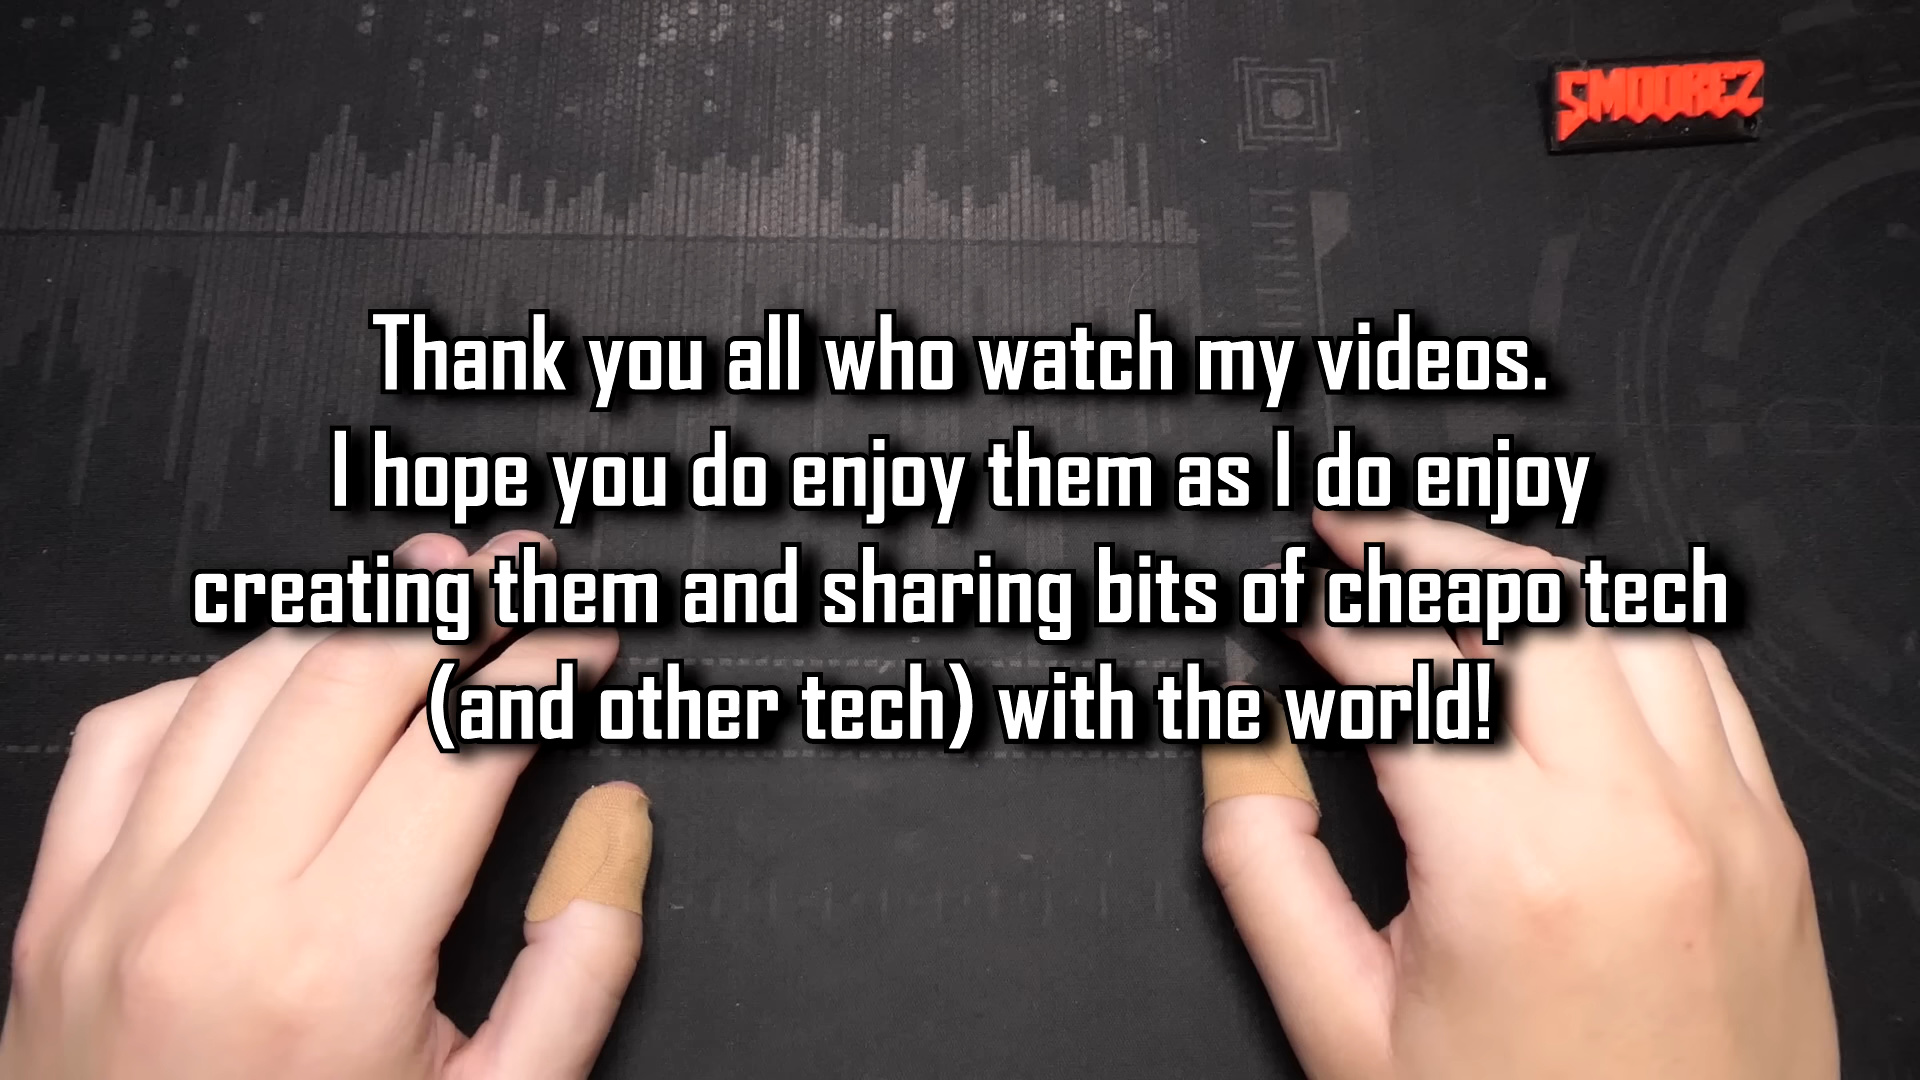 SMOOREZ
Thank you all who watch my videos.
I hope you do enjoy them as I do enjoy
creating them and sharing bits of cheapo tech
(and other tech) with the world!